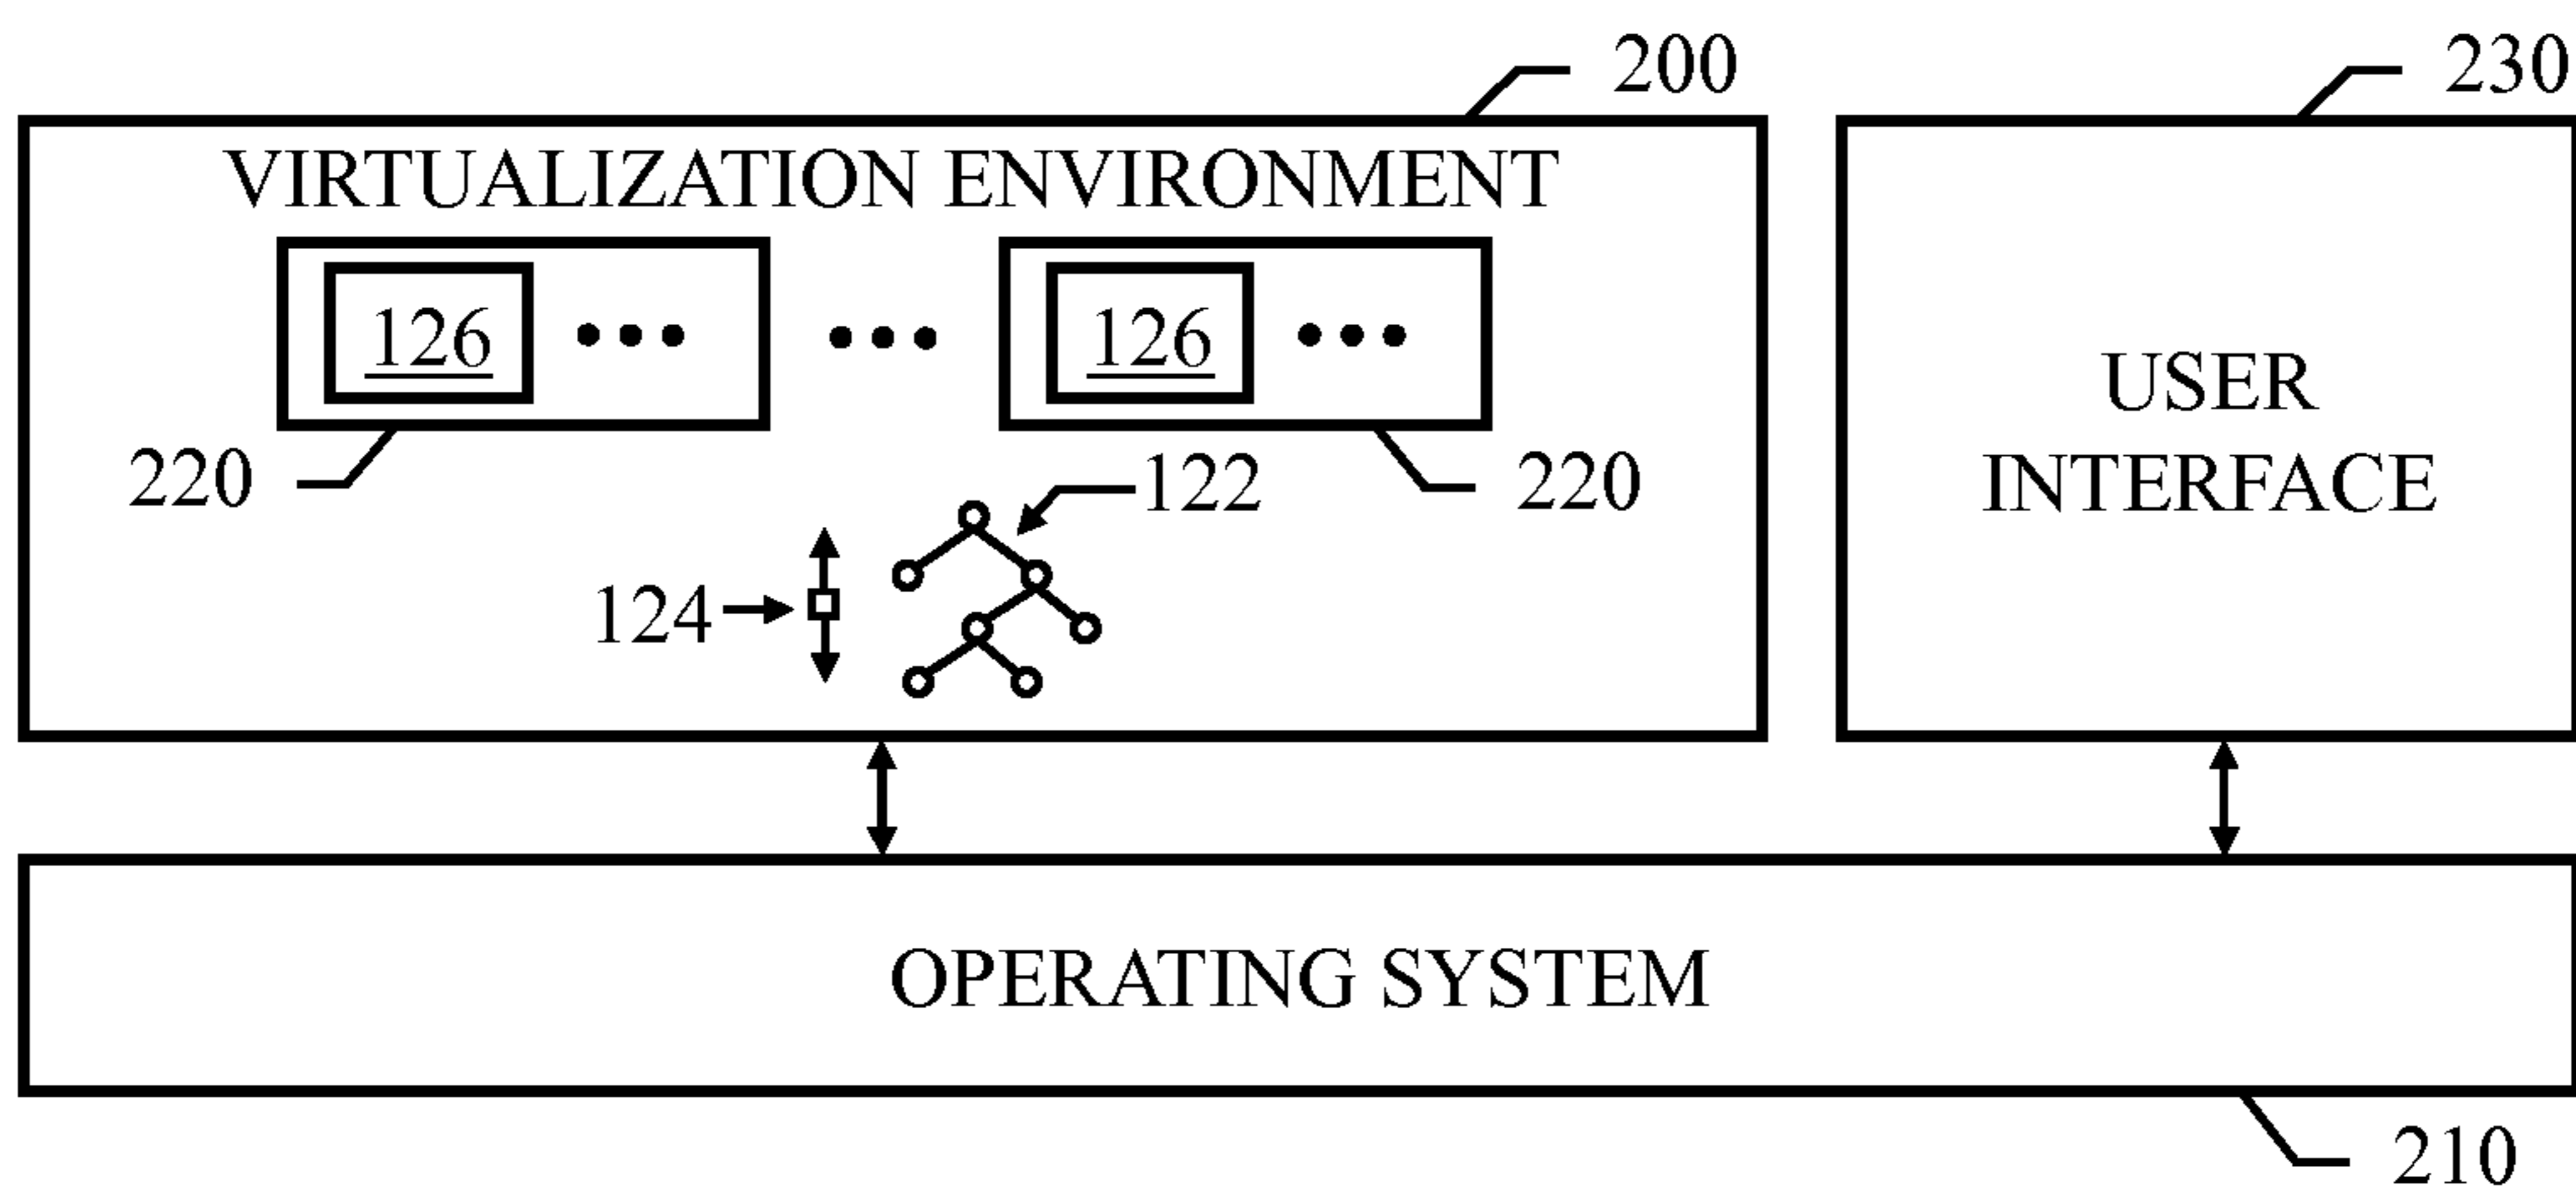 200
230
VIRTUALIZATION ENVIRONMENT
126
126
USER
INTERFACE
220
122
220
124
OPERATING SYSTEM
210